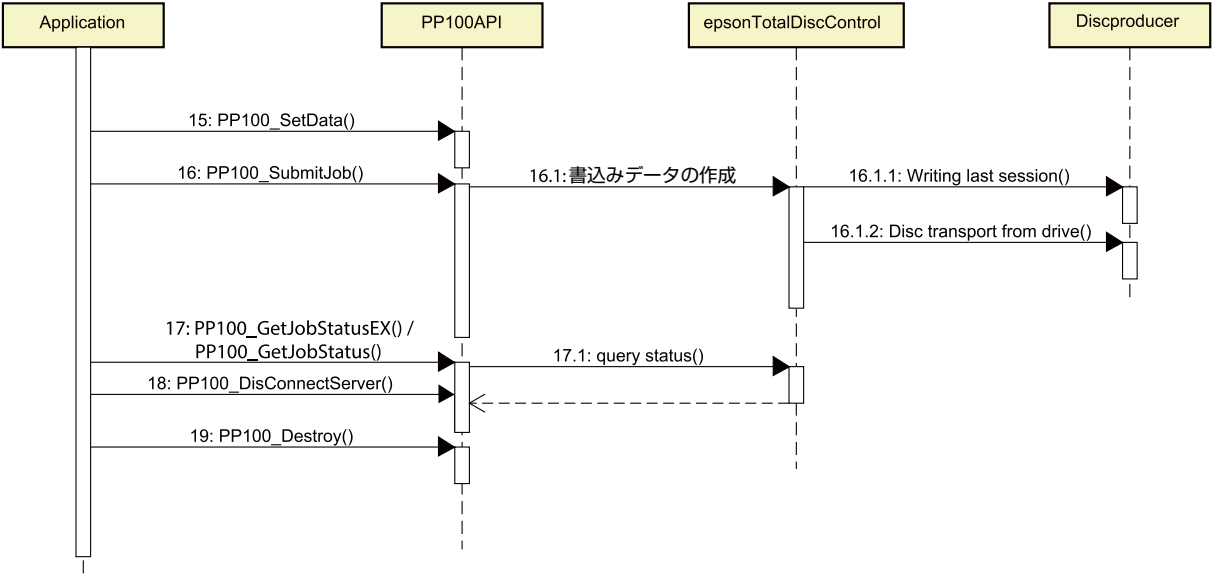 Application
PP100API
epsonTotalDiscControl
Discproducer
15: PP100_SetData()
16: PP100_SubmitJob()
16.1:書込みデータの作成
16.1.1: Writing last session()
16.1.2: Disc transport from drive()
17: PP100_GetJobStatusEX() /
PP100_GetJobStatus()
17.1: query status()
18: PP100_DisConnectServer()
19: PP100_Destroy()